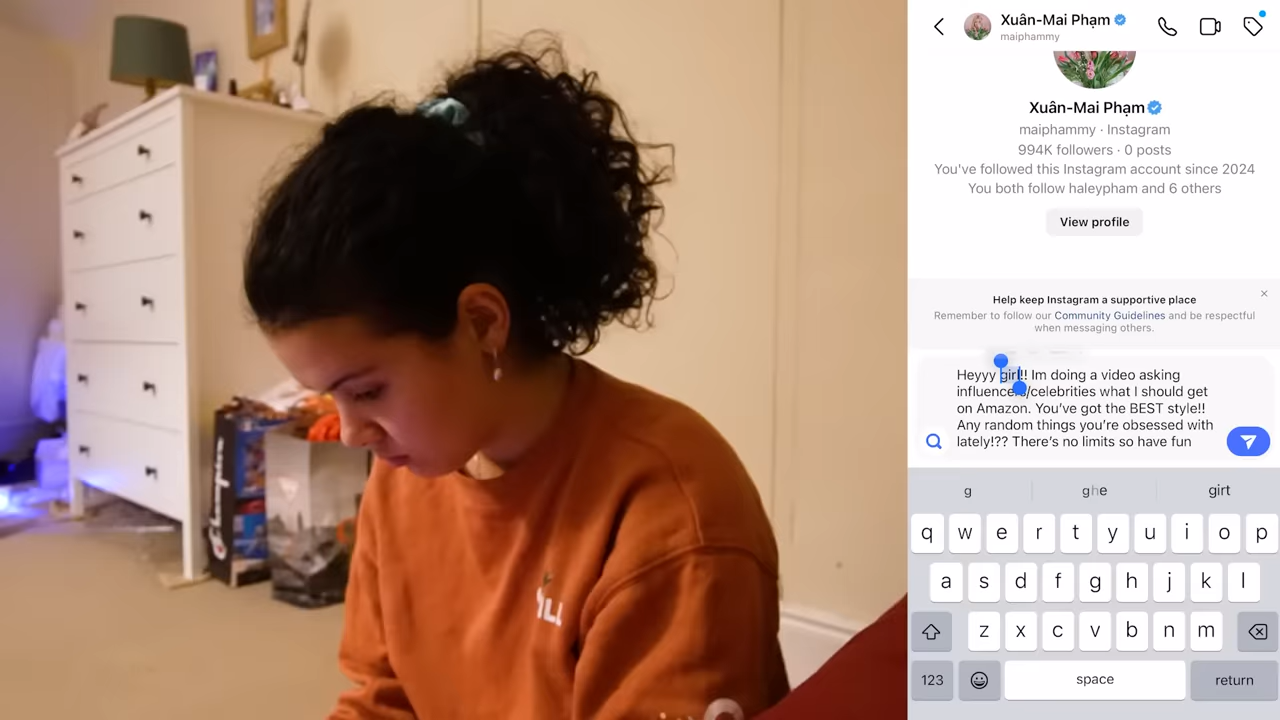 Xuân-Mai Phạm
maiphammy
Xuân-Mai Phạm
maiphammy · Instagram
994K followers · 0 posts
You've followed this Instagram account since 2024
You both follow haleypham and 6 others
View profile
Help keep Instagram a supportive place
Remember to follow our Community Guidelines and be respectful
when messaging others.
Heyyy girl!! Im doing a video asking
influencers/celebrities what I should get
on Amazon. You've got the BEST style!!
Any random things you're obsessed with
lately!?? There's no limits so have fun
g ghe girt
q w e r t y u i o p
a s d f g h j k l
z x c v b n m
123 space return
Champion